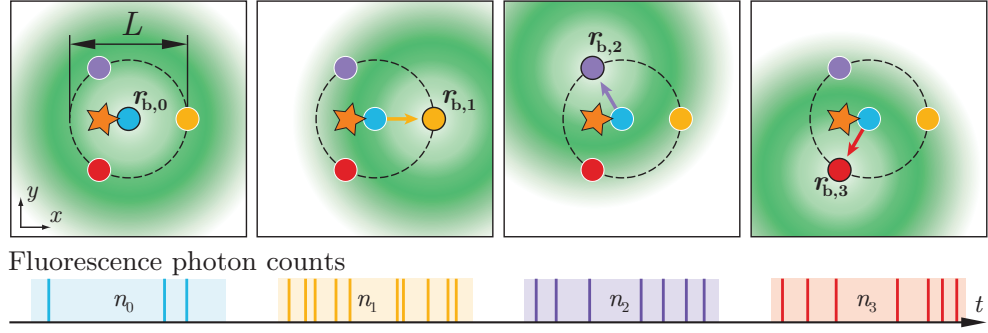 L
r_b,0
r_b,1
r_b,2
r_b,3
y
x
Fluorescence photon counts
n_0
n_1
n_2
n_3
t